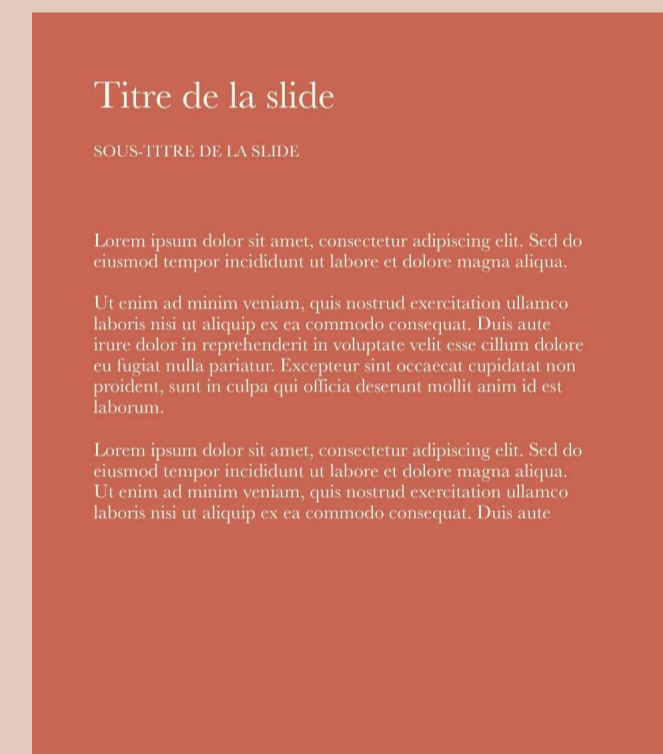 Titre de la slide
SOUS-TITRE DE LA SLIDE
Lorem ipsum dolor sit amet, consectetur adipiscing elit. Sed do
eiusmod tempor incididunt ut labore et dolore magna aliqua.
Ut enim ad minim veniam, quis nostrud exercitation ullamco
laboris nisi ut aliquip ex ea commodo consequat. Duis aute
irure dolor in reprehenderit in voluptate velit esse cillum dolore
eu fugiat nulla pariatur. Excepteur sint occaecat cupidatat non
proident, sunt in culpa qui officia deserunt mollit anim id est
laborum.
Lorem ipsum dolor sit amet, consectetur adipiscing elit. Sed do
eiusmod tempor incididunt ut labore et dolore magna aliqua.
Ut enim ad minim veniam, quis nostrud exercitation ullamco
laboris nisi ut aliquip ex ea commodo consequat. Duis aute